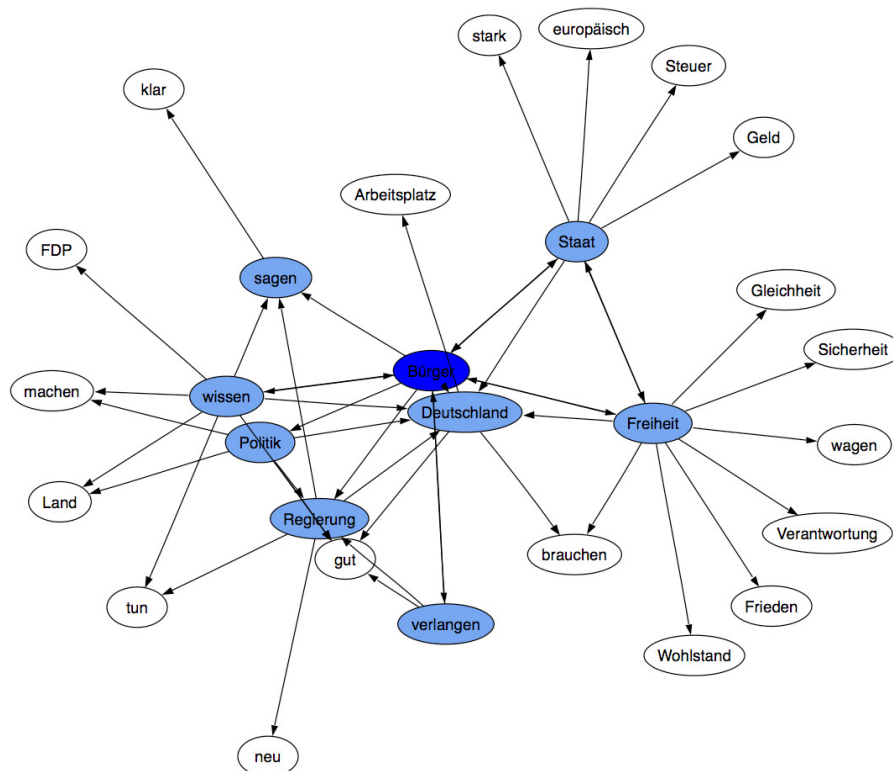 europäisch
stark
Steuer
klar
Geld
Arbeitsplatz
Staat
FDP
sagen
Gleichheit
Sicherheit
Bürger
machen
wissen
Deutschland
Freiheit
Politik
wagen
Land
Regierung
Verantwortung
gut
brauchen
tun
Frieden
verlangen
Wohlstand
neu